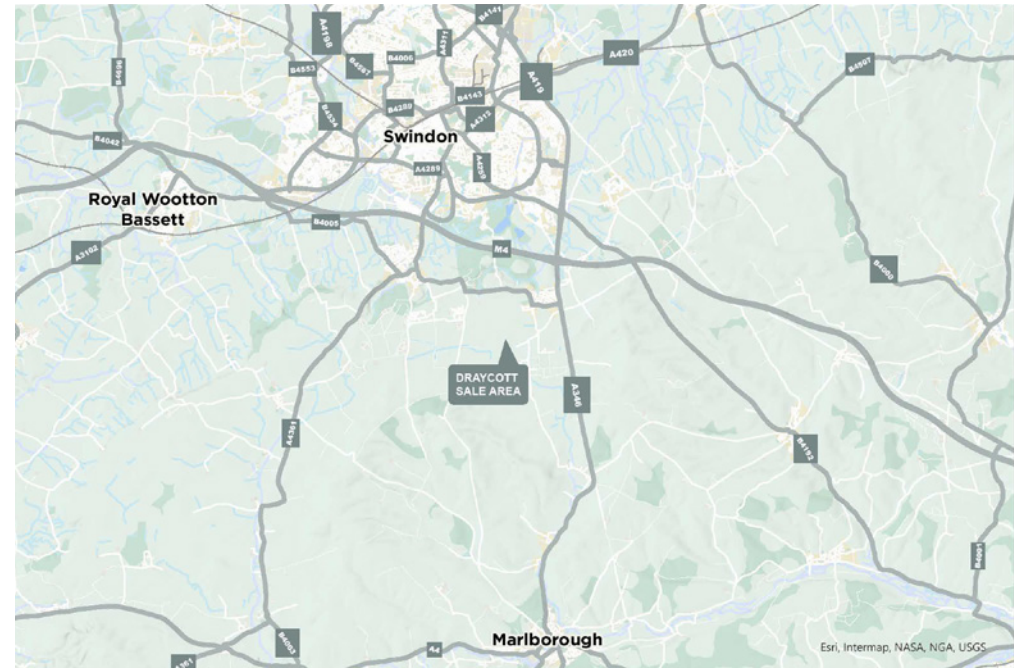 B4141
A4198
A4311
A420
B4006
B4553
B4587
B4507
A419
B4696
B4143
B4289
B4534
A4313
Swindon
B4042
A4289
A4259
Royal Wootton
Bassett
B4005
M4
A3102
B4000
DRAYCOTT
SALE AREA
A346
A4361
B4192
B4001
B4003
Marlborough
A4
Esri, Intermap, NASA, NGA, USGS
A4361